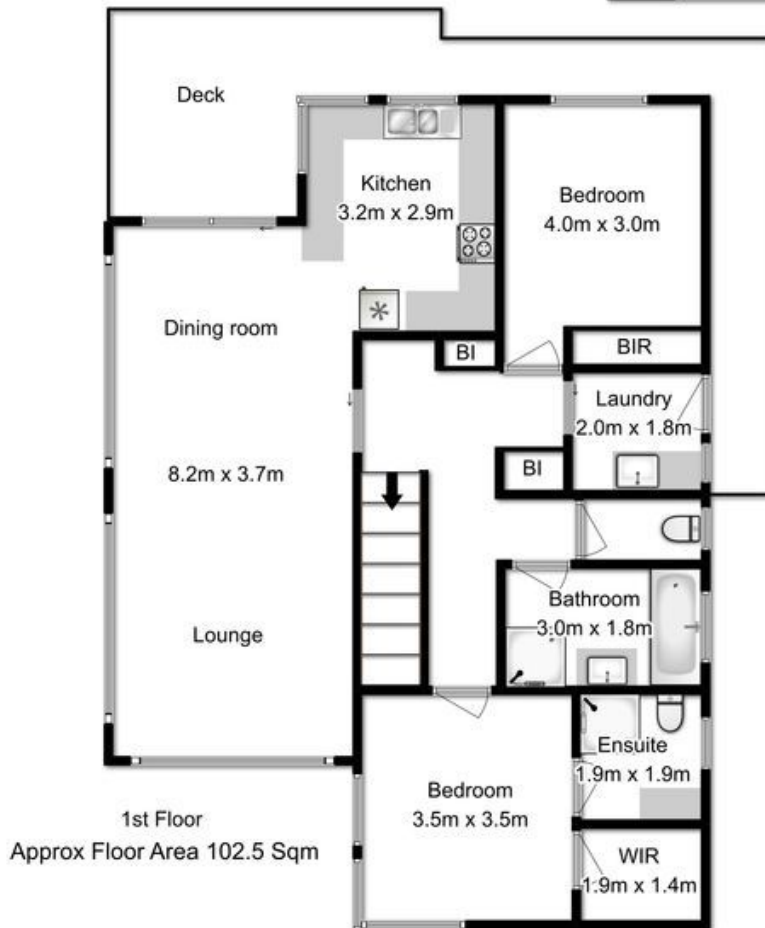 Deck
Kitchen
3.2m x 2.9m
Bedroom
4.0m x 3.0m
Dining room
BI
BIR
Laundry
2.0m x 1.8m
8.2m x 3.7m
BI
Bathroom
3.0m x 1.8m
Lounge
Ensuite
1.9m x 1.9m
Bedroom
3.5m x 3.5m
1st Floor
Approx Floor Area 102.5 Sqm
WIR
1.9m x 1.4m